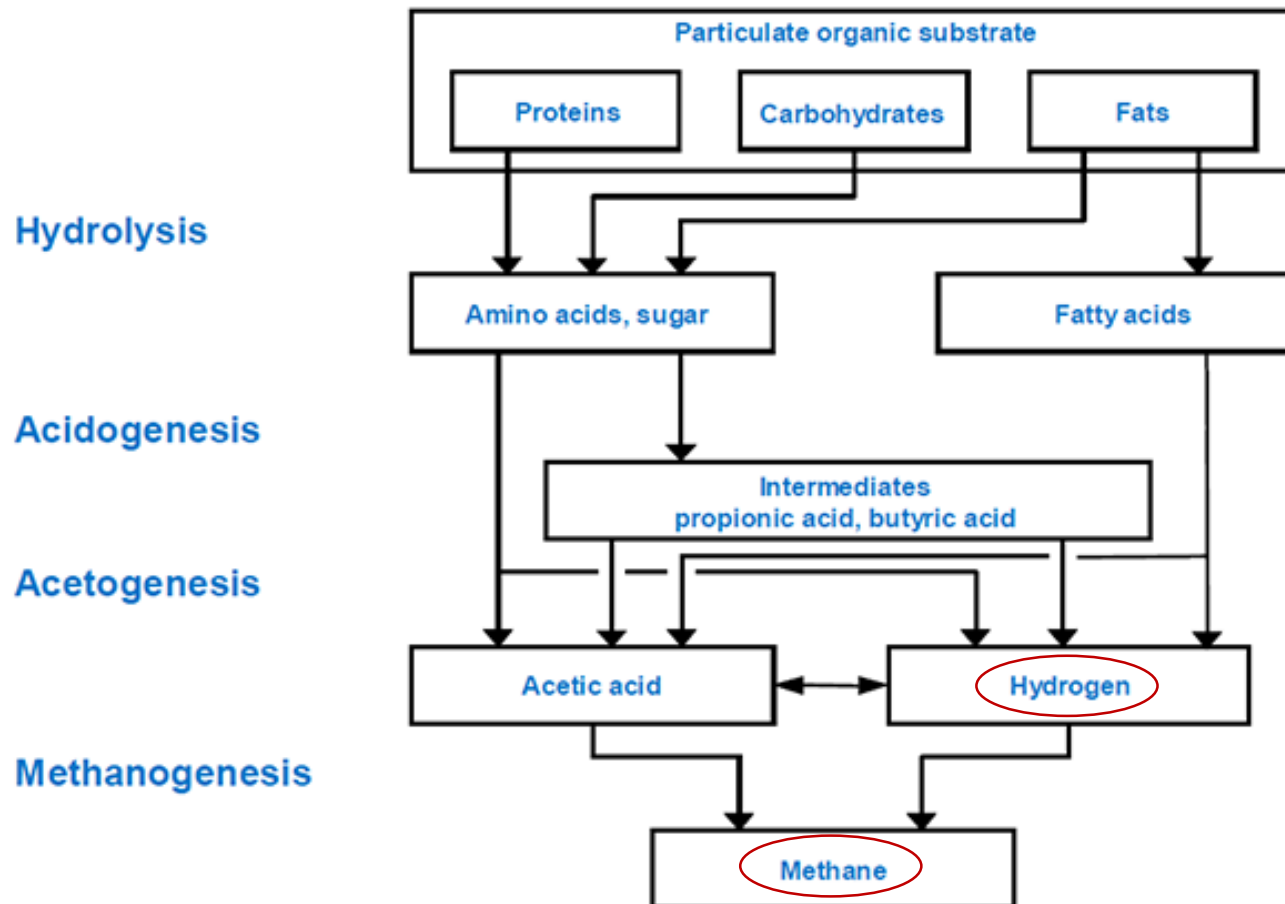 Particulate organic substrate
Proteins
Carbohydrates
Fats
Hydrolysis
Amino acids, sugar
Fatty acids
Acidogenesis
Intermediates
propionic acid, butyric acid
Acetogenesis
Acetic acid
Hydrogen
Methanogenesis
Methane